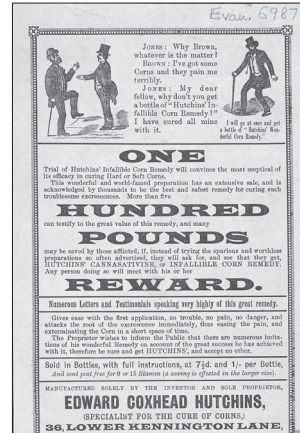 Evan. 6987
JONES: Why Brown,
whatever is the matter?
BROWN: I've got some
Corns and they pain me
terribly.
JONES: My dear
fellow, why don't you get
a bottle of "Hutchins' In-
fallible Corn Remedy?"
I have cured all mine
with it.
I will go at once and get
a bottle of "Hutchins' Won-
derful Corn Remedy."
ONE
Trial of Hutchins' Infallible Corn Remedy will convince the most sceptical of
its efficacy in curing Hard or Soft Corns.
This wonderful and world-famed preparation has an extensive sale, and is
acknowledged by thousands to be the best and safest remedy for curing such
troublesome excrescences. More than five
HUNDRED
can testify to the great value of this remedy, and many
POUNDS
may be saved by those afflicted, if, instead of trying the spurious and worthless
preparations so often advertised, they will ask for, and see that they get,
HUTCHINS' CANNASATIVINE, or INFALLIBLE CORN REMEDY.
Any person doing so will meet with his or her
REWARD.
Numerous Letters and Testimonials speaking very highly of this great remedy.
Gives ease with the first application, no trouble, no pain, no danger, and
attacks the root of the excrescence immediately, thus easing the pain, and
exterminating the Corn in a short space of time.
The Proprietor wishes to inform the Public that there are numerous imita-
tions of his wonderful Remedy on account of the great success he has achieved
with it, therefore be sure and get HUTCHINS', and accept no other.
Sold in Bottles, with full Instructions, at 7½d. and 1/- per Bottle,
And send post free for 9 or 15 Stamps (a saving is effected in the larger size).
MANUFACTURED SOLELY BY THE INVENTOR AND SOLE PROPRIETOR,
EDWARD COXHEAD HUTCHINS,
(SPECIALIST FOR THE CURE OF CORNS,)
36, LOWER KENNINGTON LANE,